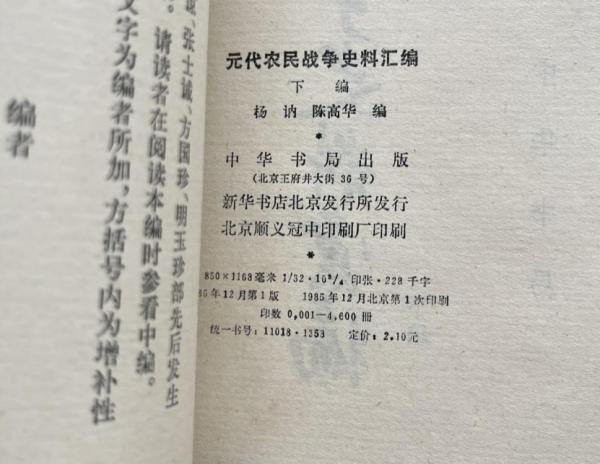 元代农民战争史料汇编
下 编
杨 讷 陈高华 编
*
中华书局出版
(北京王府井大街 36 号)
新华书店北京发行所发行
北京顺义冠中印刷厂印刷
*
850×1168毫米 1/32·10³/₄ 印张·228 千字
85年12月第1版 1985年12月北京第1次印刷
印数 0,001—4,600 册
统一书号:11018·1353 定价:2.10元
张士诚、方国珍、明玉珍部先后发生
。请读者在阅读本编时参看中编。
文字为编者所加,方括号内为增补性
编者